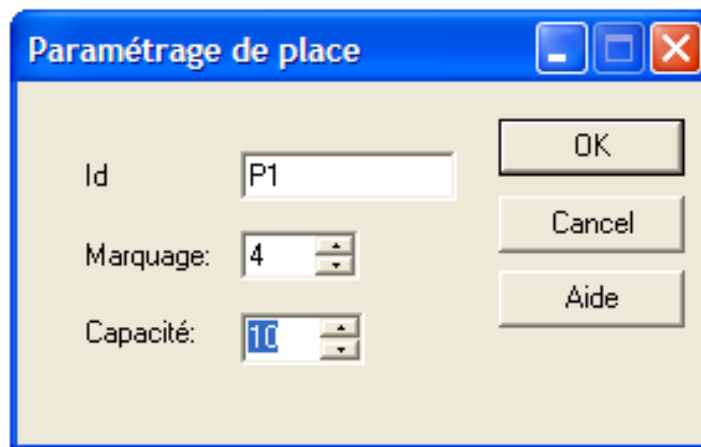 Paramétrage de place
Id
P1
OK
Marquage:
4
Cancel
Capacité:
10
Aide